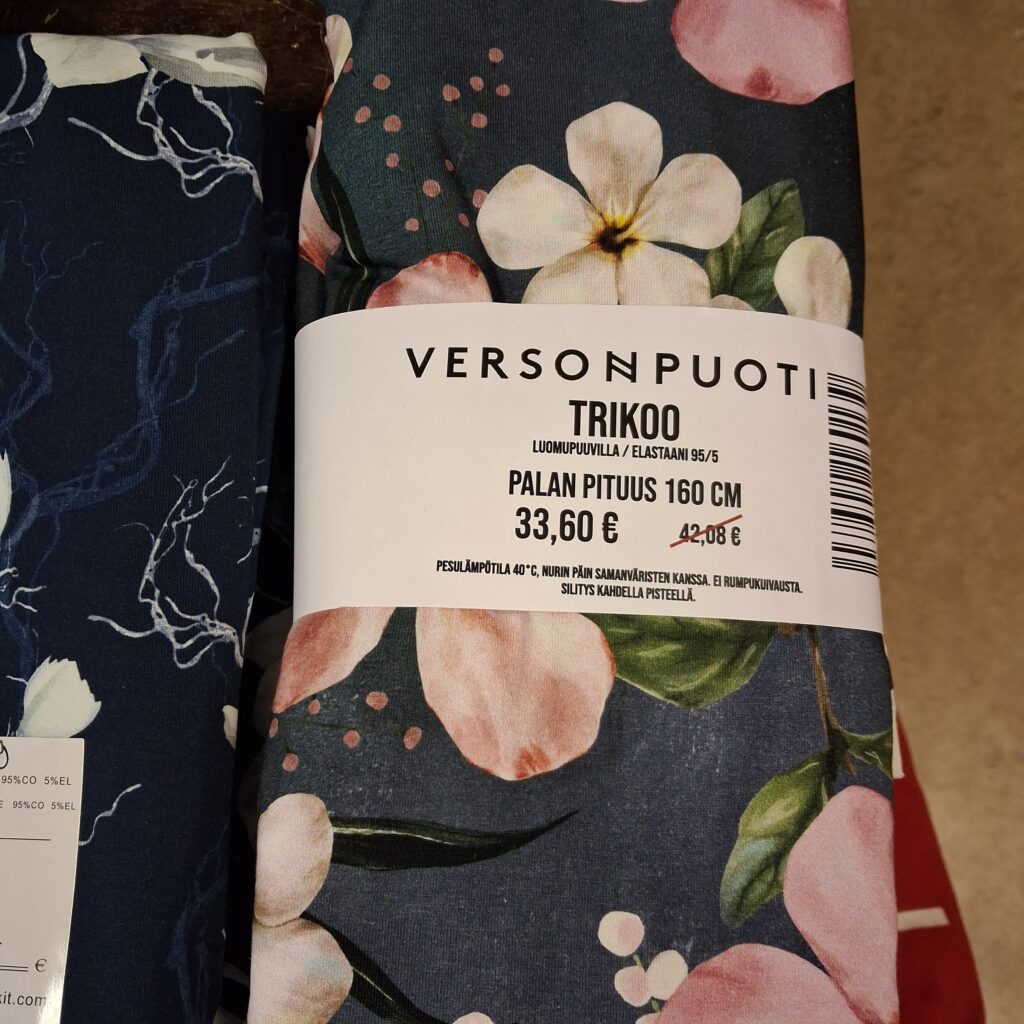 VERSONPUOTI
TRIKOO
LUOMUPUUVILLA / ELASTAANI 95/5
PALAN PITUUS 160 CM
33,60 € 42,08 €
PESULÄMPÖTILA 40°C, NURIN PÄIN SAMANVÄRISTEN KANSSA. EI RUMPUKUIVAUSTA.
SILITYS KAHDELLA PISTEELLÄ.
95%CO 5%EL
95%CO 5%EL
€